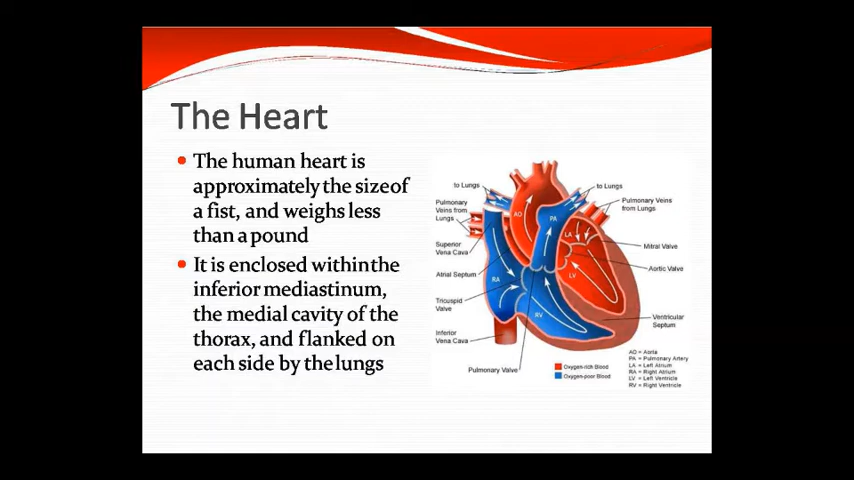 The Heart
The human heart is
approximately the size of
a fist, and weighs less
than a pound
It is enclosed within the
inferior mediastinum,
the medial cavity of the
thorax, and flanked on
each side by the lungs
to Lungs
to Lungs
Pulmonary
Veins from
Lungs
Pulmonary Veins
from Lungs
Superior
Vena Cava
Mitral Valve
Atrial Septum
Aortic Valve
Tricuspid
Valve
Ventricular
Septum
Inferior
Vena Cava
Pulmonary Valve
AO
PA
LA
RA
LV
RV
Oxygen-rich Blood
Oxygen-poor Blood
AO = Aorta
PA = Pulmonary Artery
LA = Left Atrium
RA = Right Atrium
LV = Left Ventricle
RV = Right Ventricle